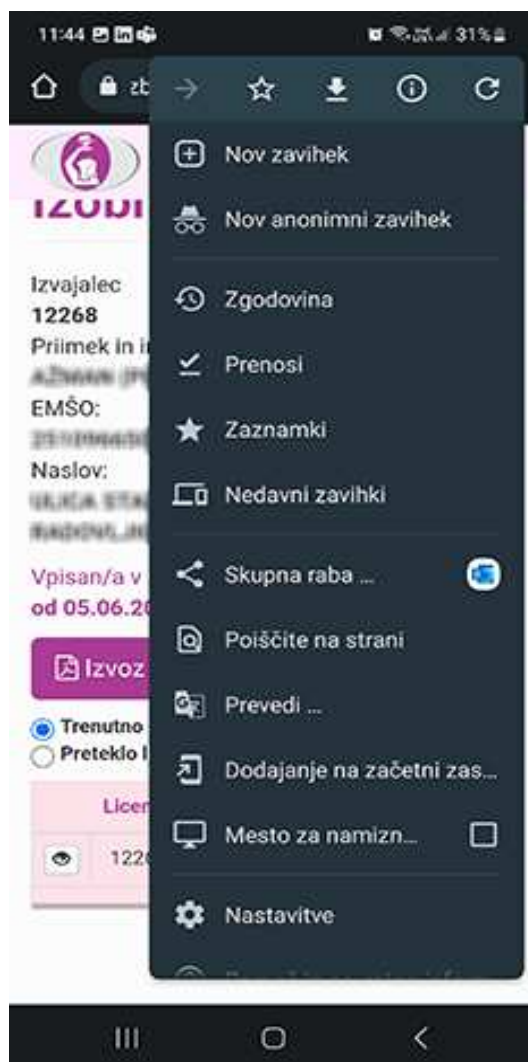 11:44
31%
zb
Nov zavihek
IZOBR
Nov anonimni zavihek
Izvajalec
12268
Zgodovina
Priimek in i
Prenosi
EMŠO:
Zaznamki
Naslov:
Nedavni zavihki
Vpisan/a v
od 05.06.20
Skupna raba ...
Poiščite na strani
Izvoz
Prevedi ...
Trenutno
Preteklo l
Dodajanje na začetni zas...
Licen
Mesto za namizn...
122
Nastavitve